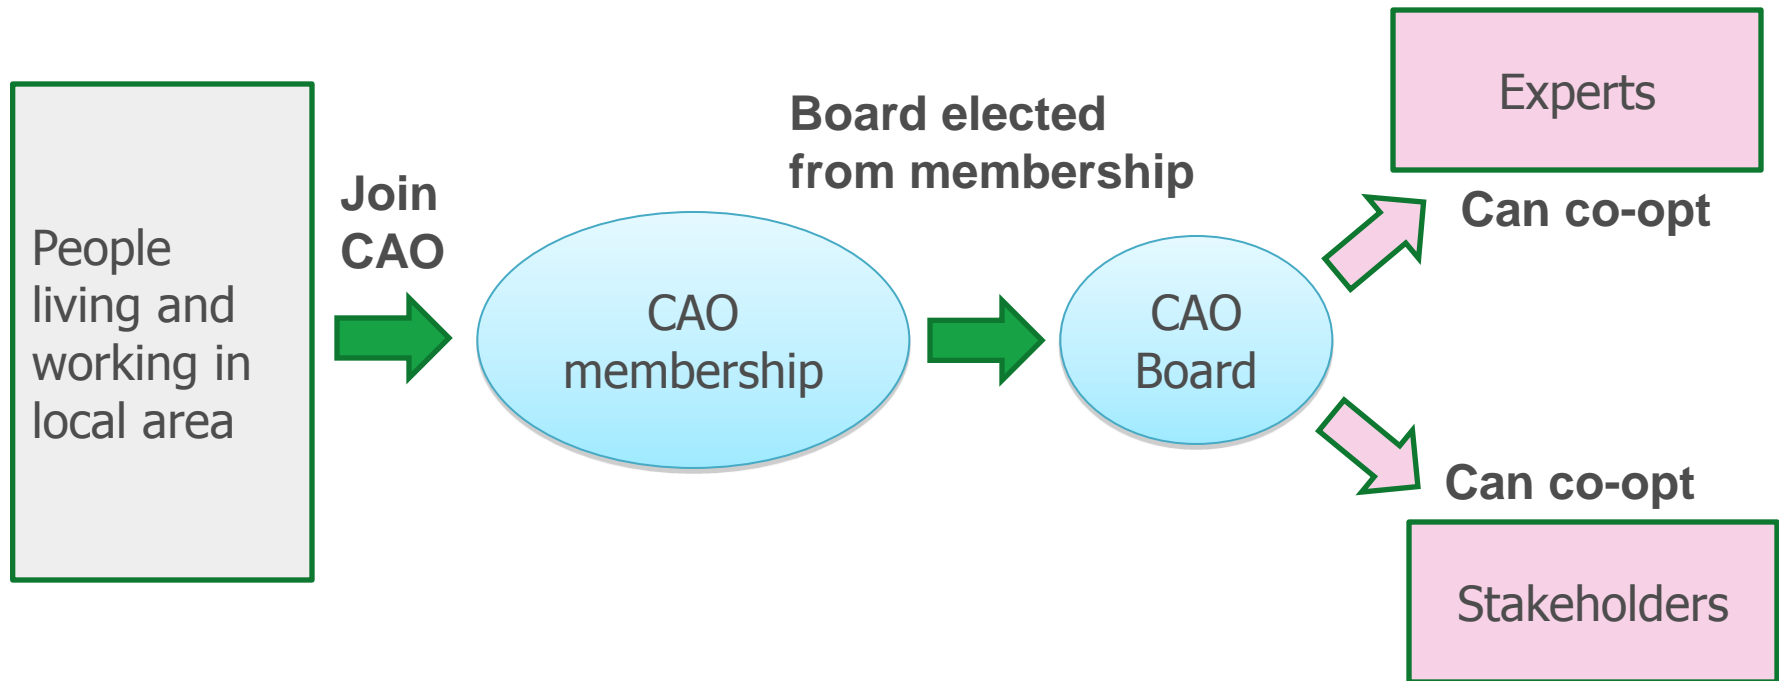 People
living and
working in
local area
Join
CAO
CAO
membership
Board elected
from membership
CAO
Board
Experts
Can co-opt
Can co-opt
Stakeholders